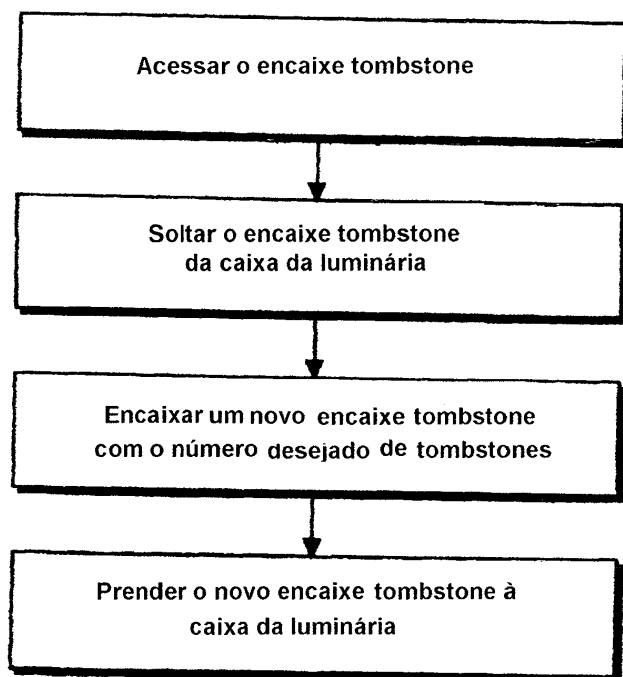 Acessar o encaixe tombstone
Soltar o encaixe tombstone
da caixa da luminária
Encaixar um novo encaixe tombstone
com o número desejado de tombstones
Prender o novo encaixe tombstone à
caixa da luminária